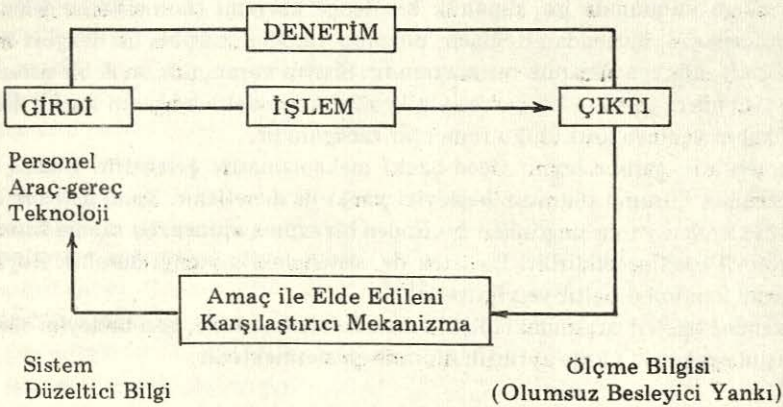 DENETİM
GİRDİ
İŞLEM
ÇIKTI
Personel
Araç-gereç
Teknoloji
Amaç ile Elde Edileni
Karşılaştırıcı Mekanizma
Sistem
Düzeltici Bilgi
Ölçme Bilgisi
(Olumsuz Besleyici Yankı)